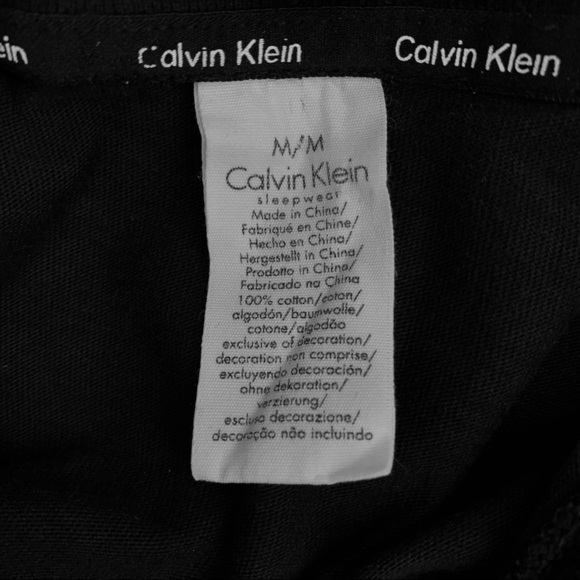 ein Calvin Klein Calvin Klein
M/M
Calvin Klein
sleepwear
Made in China/
Fabriqué en Chine/
Hecho en China/
Hergestellt in China/
Prodotto in China/
Fabricado na China
100% cotton/coton/
algodón/baumwolle/
cotone/algodão
exclusive of decoration/
decoration non comprise/
excluyendo decoración/
ohne dekoration/
verzierung/
escluso decorazione/
decoração não incluindo